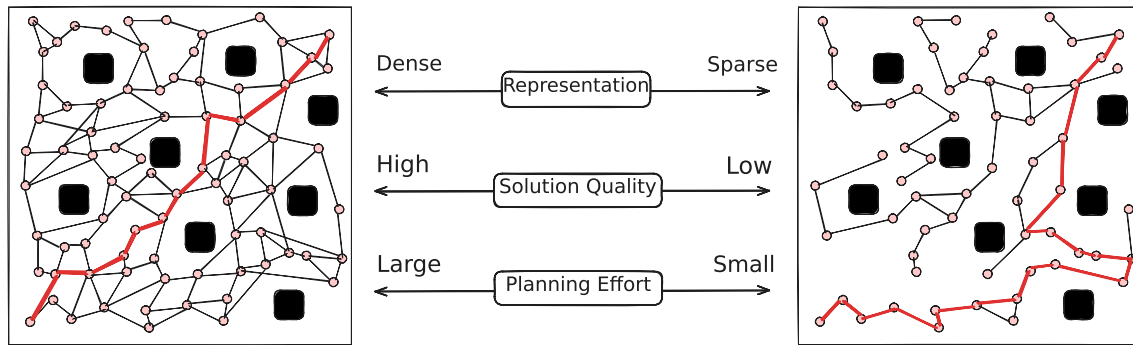 Dense
Representation
Sparse
High
Solution Quality
Low
Large
Planning Effort
Small